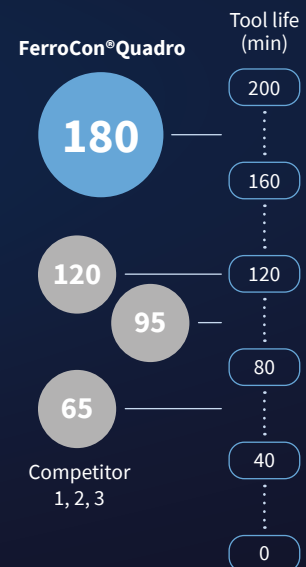 Tool life
(min)
FerroCon®Quadro
200
180
160
120
120
95
80
65
40
Competitor
1, 2, 3
0